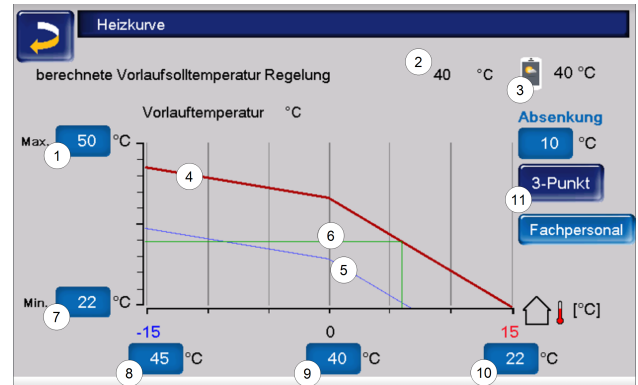 Heizkurve
berechnete Vorlaufsolltemperatur Regelung 2 40 °C 3 40 °C
Vorlauftemperatur °C
Absenkung
Max. 50 °C 10 °C
1
4
3-Punkt
11
6
Fachpersonal
5
Min. 22 °C [°C]
7
-15 0 15
45 °C 40 °C 22 °C
8 9 10